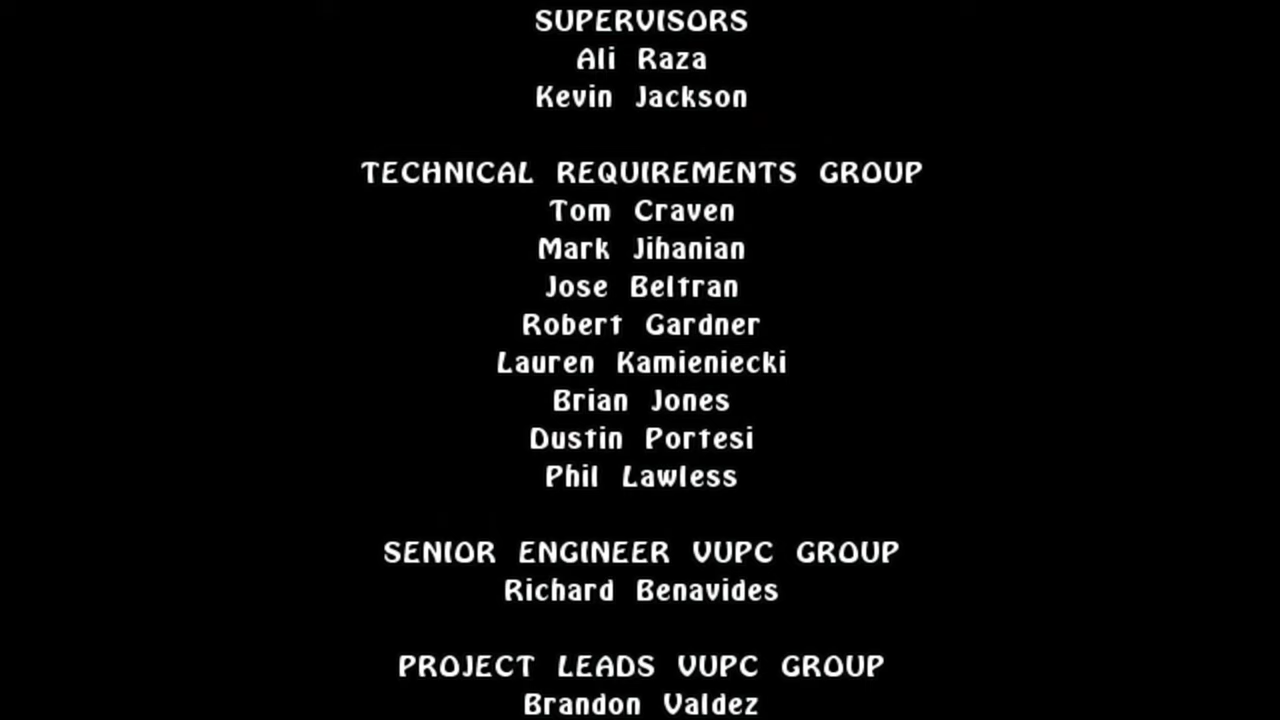 SUPERVISORS
Ali Raza
Kevin Jackson
TECHNICAL REQUIREMENTS GROUP
Tom Craven
Mark Jihanian
Jose Beltran
Robert Gardner
Lauren Kamieniecki
Brian Jones
Dustin Portesi
Phil Lawless
SENIOR ENGINEER VUPC GROUP
Richard Benavides
PROJECT LEADS VUPC GROUP
Brandon Valdez